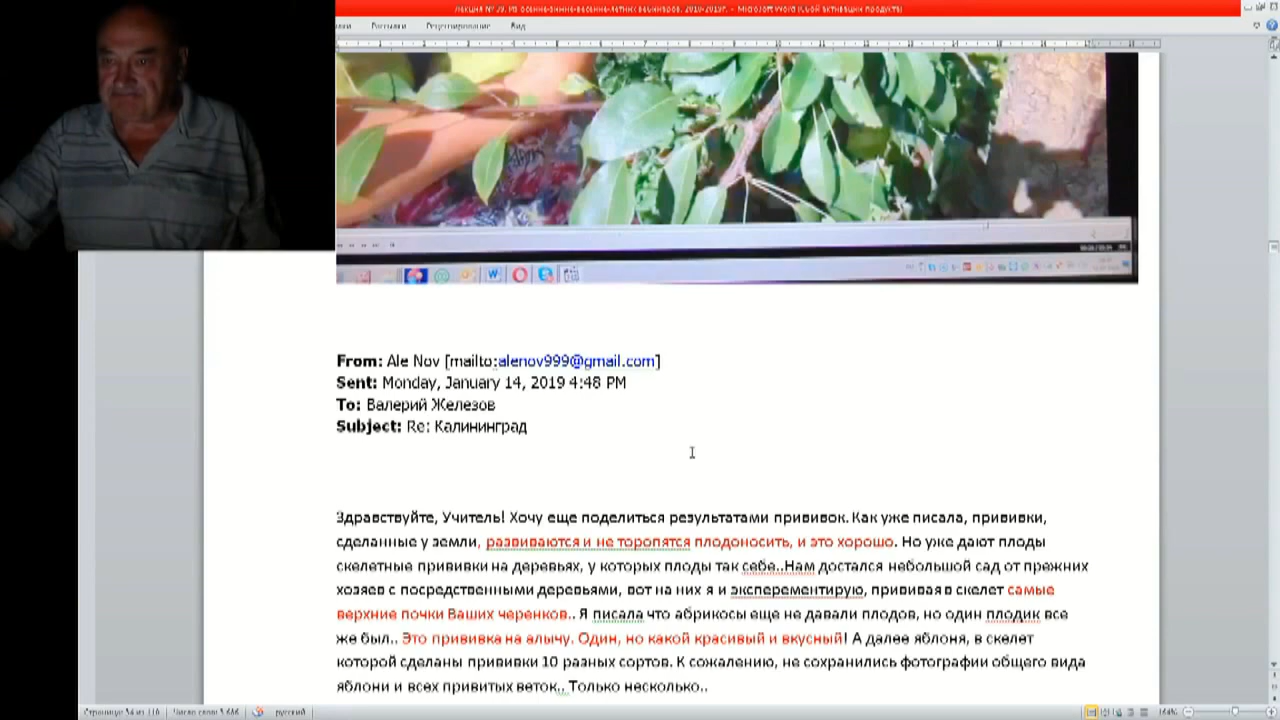 Вид
From: Ale Nov [mailto:alenov999@gmail.com]
Sent: Monday, January 14, 2019 4:48 PM
To: Валерий Железов
Subject: Re: Калининград
Здравствуйте, Учитель! Хочу еще поделиться результатами прививок. Как уже писала, прививки,
сделанные у земли, развиваются и не торопятся плодоносить, и это хорошо. Но уже дают плоды
скелетные прививки на деревьях, у которых плоды так себе..Нам достался небольшой сад от прежних
хозяев с посредственными деревьями, вот на них я и эксперементирую, прививая в скелет самые
верхние почки Ваших черенков.. Я писала что абрикосы еще не давали плодов, но один плодик все
же был.. Это прививка на алычу. Один, но какой красивый и вкусный! А далее яблоня, в скелет
которой сделаны прививки 10 разных сортов. К сожалению, не сохранились фотографии общего вида
яблони и всех привитых веток.. Только несколько..
русский
164%